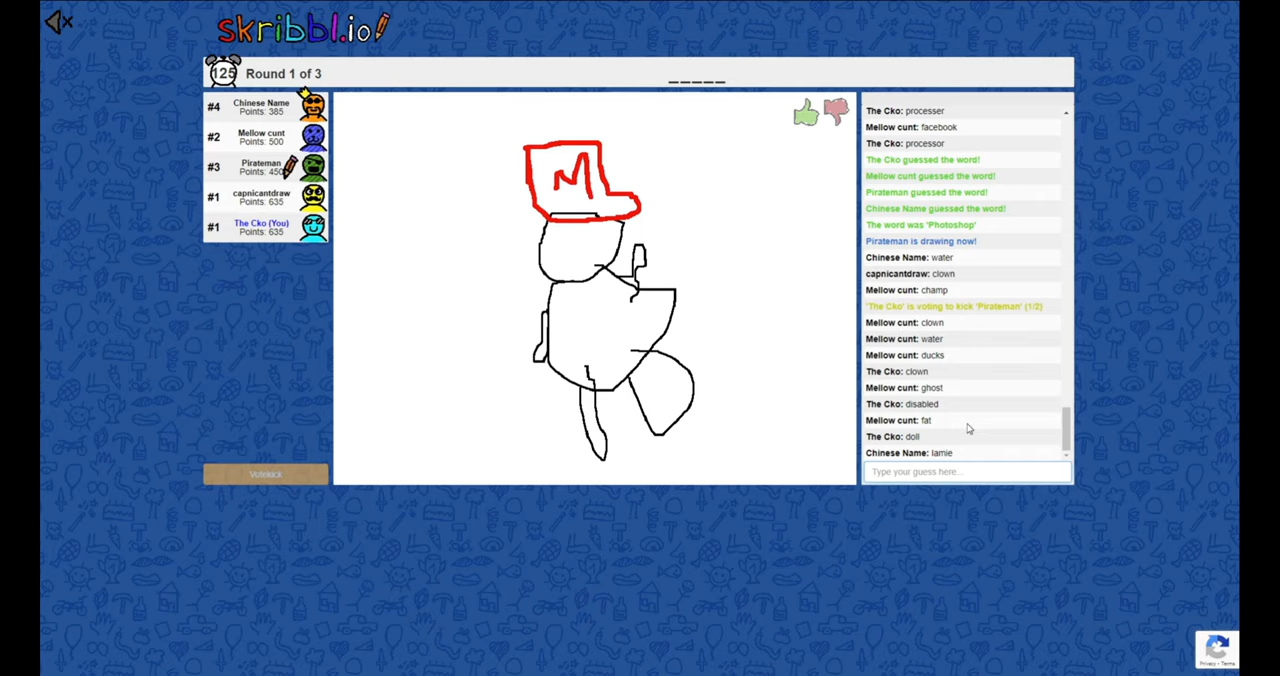 skribbl.io
125
Round 1 of 3
_____
#4
Chinese Name
Points: 385
#2
Mellow cunt
Points: 500
#3
Pirateman
Points: 450
#1
capnicantdraw
Points: 635
#1
The Cko (You)
Points: 635
Votekick
M
The Cko: processer
Mellow cunt: facebook
The Cko: processor
The Cko guessed the word!
Mellow cunt guessed the word!
Pirateman guessed the word!
Chinese Name guessed the word!
The word was 'Photoshop'
Pirateman is drawing now!
Chinese Name: water
capnicantdraw: clown
Mellow cunt: champ
'The Cko' is voting to kick 'Pirateman' (1/2)
Mellow cunt: clown
Mellow cunt: water
Mellow cunt: ducks
The Cko: clown
Mellow cunt: ghost
The Cko: disabled
Mellow cunt: fat
The Cko: doll
Chinese Name: lamie
Type your guess here...
Privacy - Terms